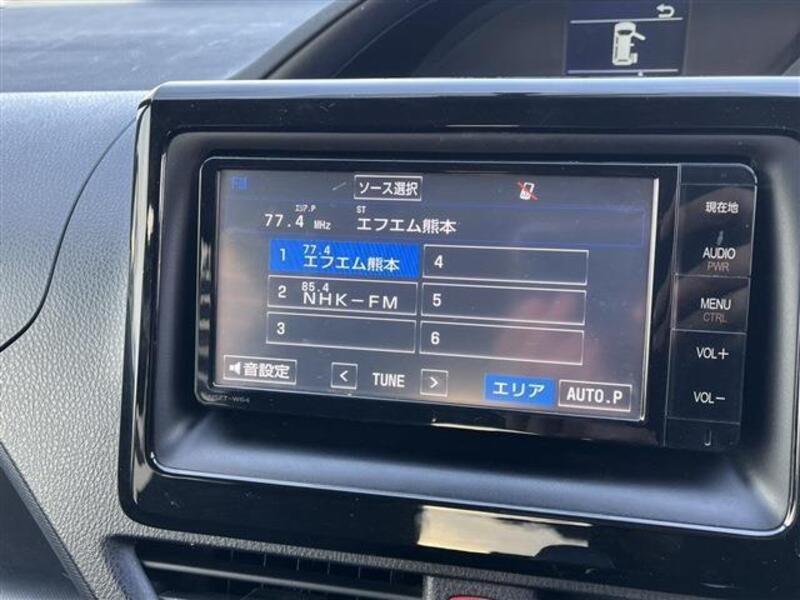 FM
ソース選択
エリア.P
ST
77.4 MHz
エフエム熊本
1 77.4 エフエム熊本
4
2 85.4 NHK-FM
5
3
6
音設定
< TUNE >
エリア
AUTO.P
NSZT-W64
現在地
AUDIO
PWR
MENU
CTRL
VOL+
VOL-